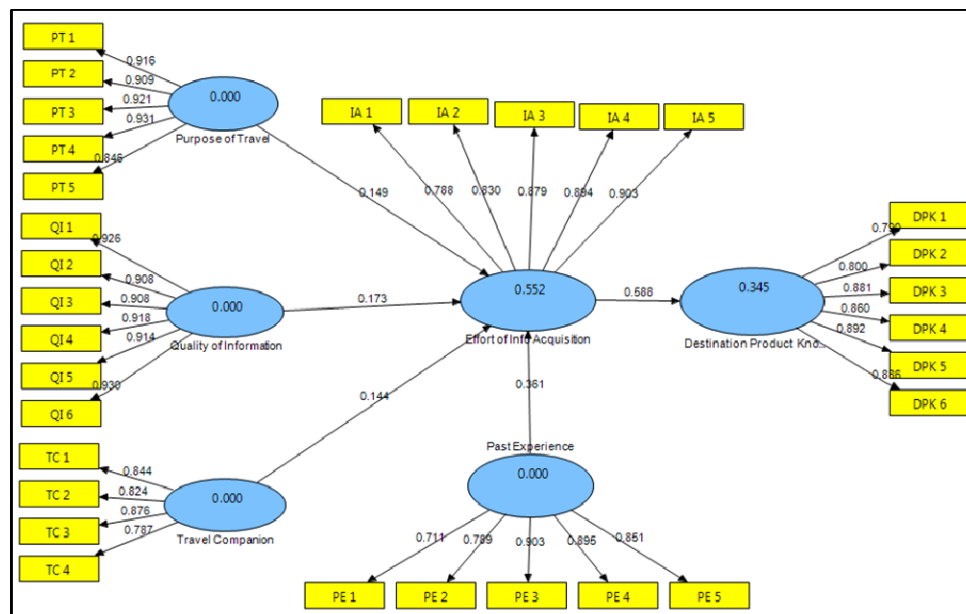 PT 1
PT 2
PT 3
PT 4
PT 5
0.916
0.909
0.921
0.931
0.846
0.000
Purpose of Travel
0.149
IA 1
IA 2
IA 3
IA 4
IA 5
0.788
0.830
0.879
0.894
0.903
QI 1
QI 2
QI 3
QI 4
QI 5
QI 6
0.926
0.908
0.908
0.918
0.914
0.930
0.000
Quality of Information
0.173
0.552
Effort of Info Acquisition
0.588
0.345
Destination Product Kno...
DPK 1
DPK 2
DPK 3
DPK 4
DPK 5
DPK 6
0.800
0.881
0.860
0.892
0.886
0.144
0.361
TC 1
TC 2
TC 3
TC 4
0.844
0.824
0.876
0.787
0.000
Travel Companion
Past Experience
0.000
0.711
0.789
0.903
0.895
0.851
PE 1
PE 2
PE 3
PE 4
PE 5